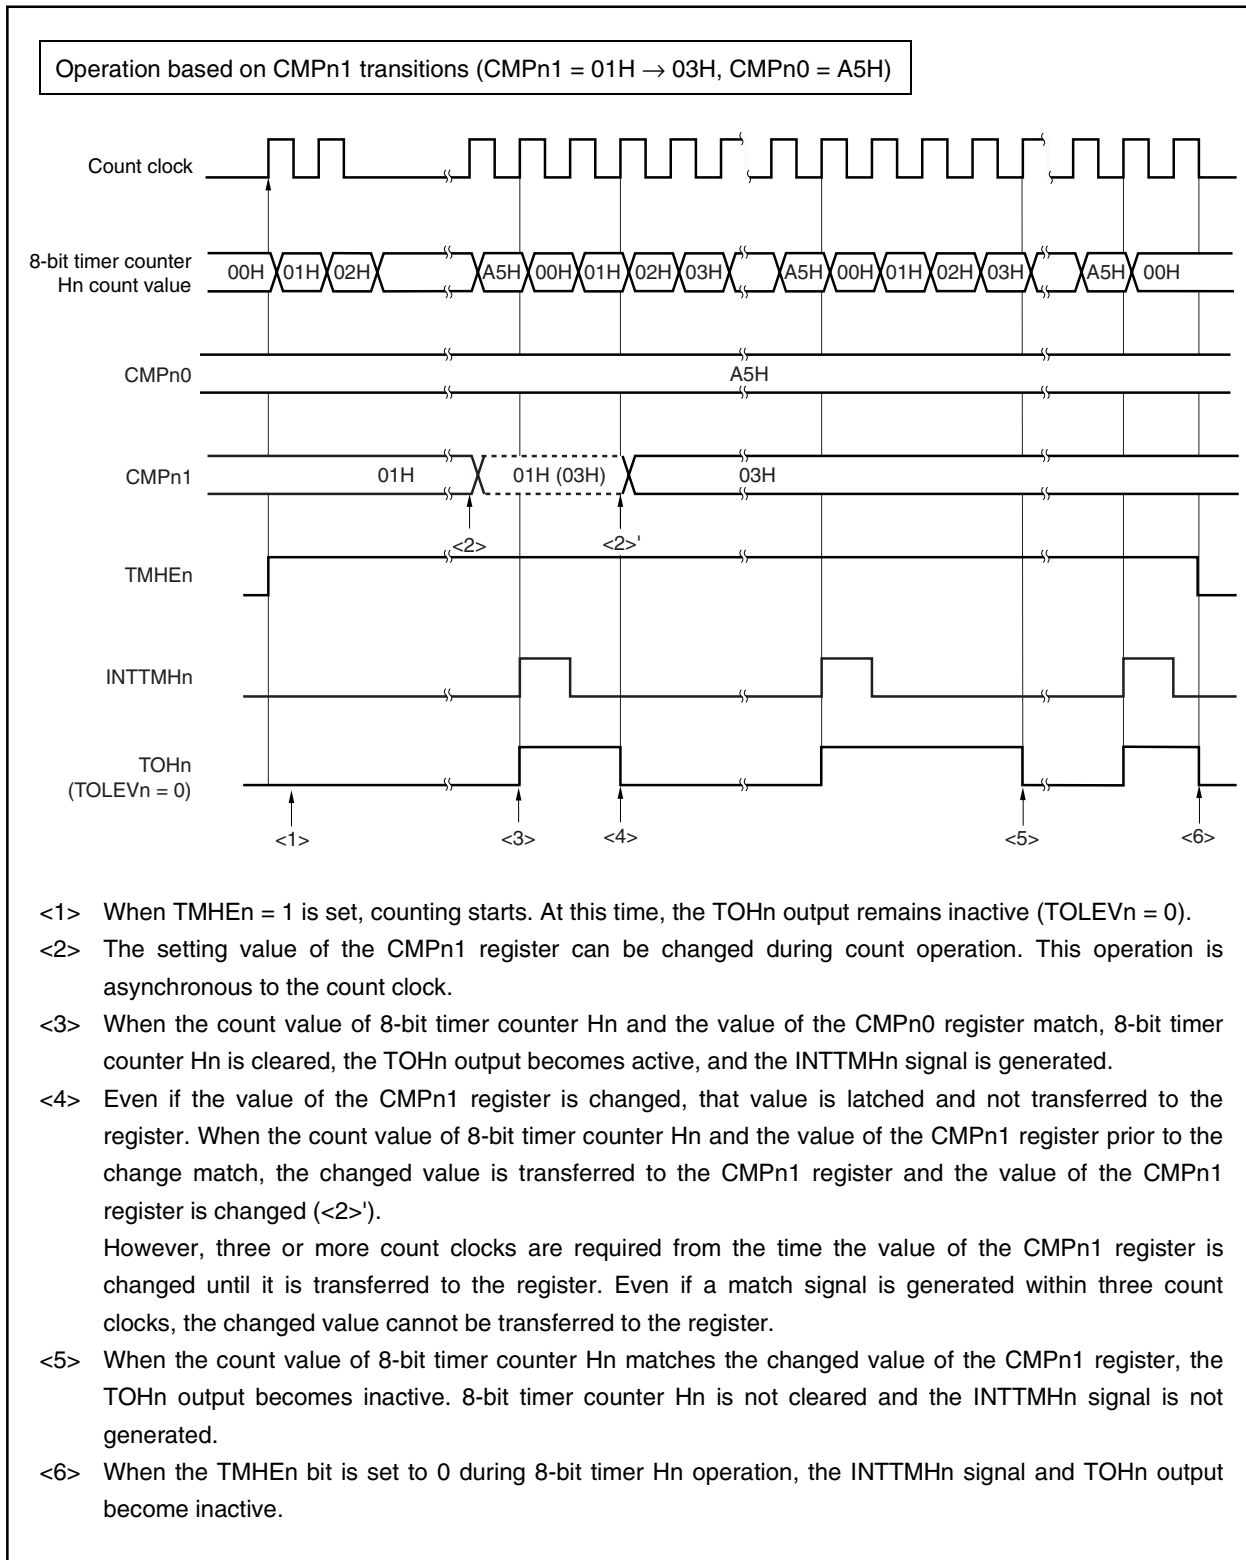 Operation based on CMPn1 transitions (CMPn1 = 01H → 03H, CMPn0 = A5H)
Count clock
8-bit timer counter
Hn count value
00H 01H 02H A5H 00H 01H 02H 03H A5H 00H 01H 02H 03H A5H 00H
CMPn0
A5H
CMPn1
01H 01H (03H) 03H
<2> <2>'
TMHEn
INTTMHn
TOHn
(TOLEVn = 0)
<1> <3> <4> <5> <6>
<1> When TMHEn = 1 is set, counting starts. At this time, the TOHn output remains inactive (TOLEVn = 0).
<2> The setting value of the CMPn1 register can be changed during count operation. This operation is
asynchronous to the count clock.
<3> When the count value of 8-bit timer counter Hn and the value of the CMPn0 register match, 8-bit timer
counter Hn is cleared, the TOHn output becomes active, and the INTTMHn signal is generated.
<4> Even if the value of the CMPn1 register is changed, that value is latched and not transferred to the
register. When the count value of 8-bit timer counter Hn and the value of the CMPn1 register prior to the
change match, the changed value is transferred to the CMPn1 register and the value of the CMPn1
register is changed (<2>').
However, three or more count clocks are required from the time the value of the CMPn1 register is
changed until it is transferred to the register. Even if a match signal is generated within three count
clocks, the changed value cannot be transferred to the register.
<5> When the count value of 8-bit timer counter Hn matches the changed value of the CMPn1 register, the
TOHn output becomes inactive. 8-bit timer counter Hn is not cleared and the INTTMHn signal is not
generated.
<6> When the TMHEn bit is set to 0 during 8-bit timer Hn operation, the INTTMHn signal and TOHn output
become inactive.